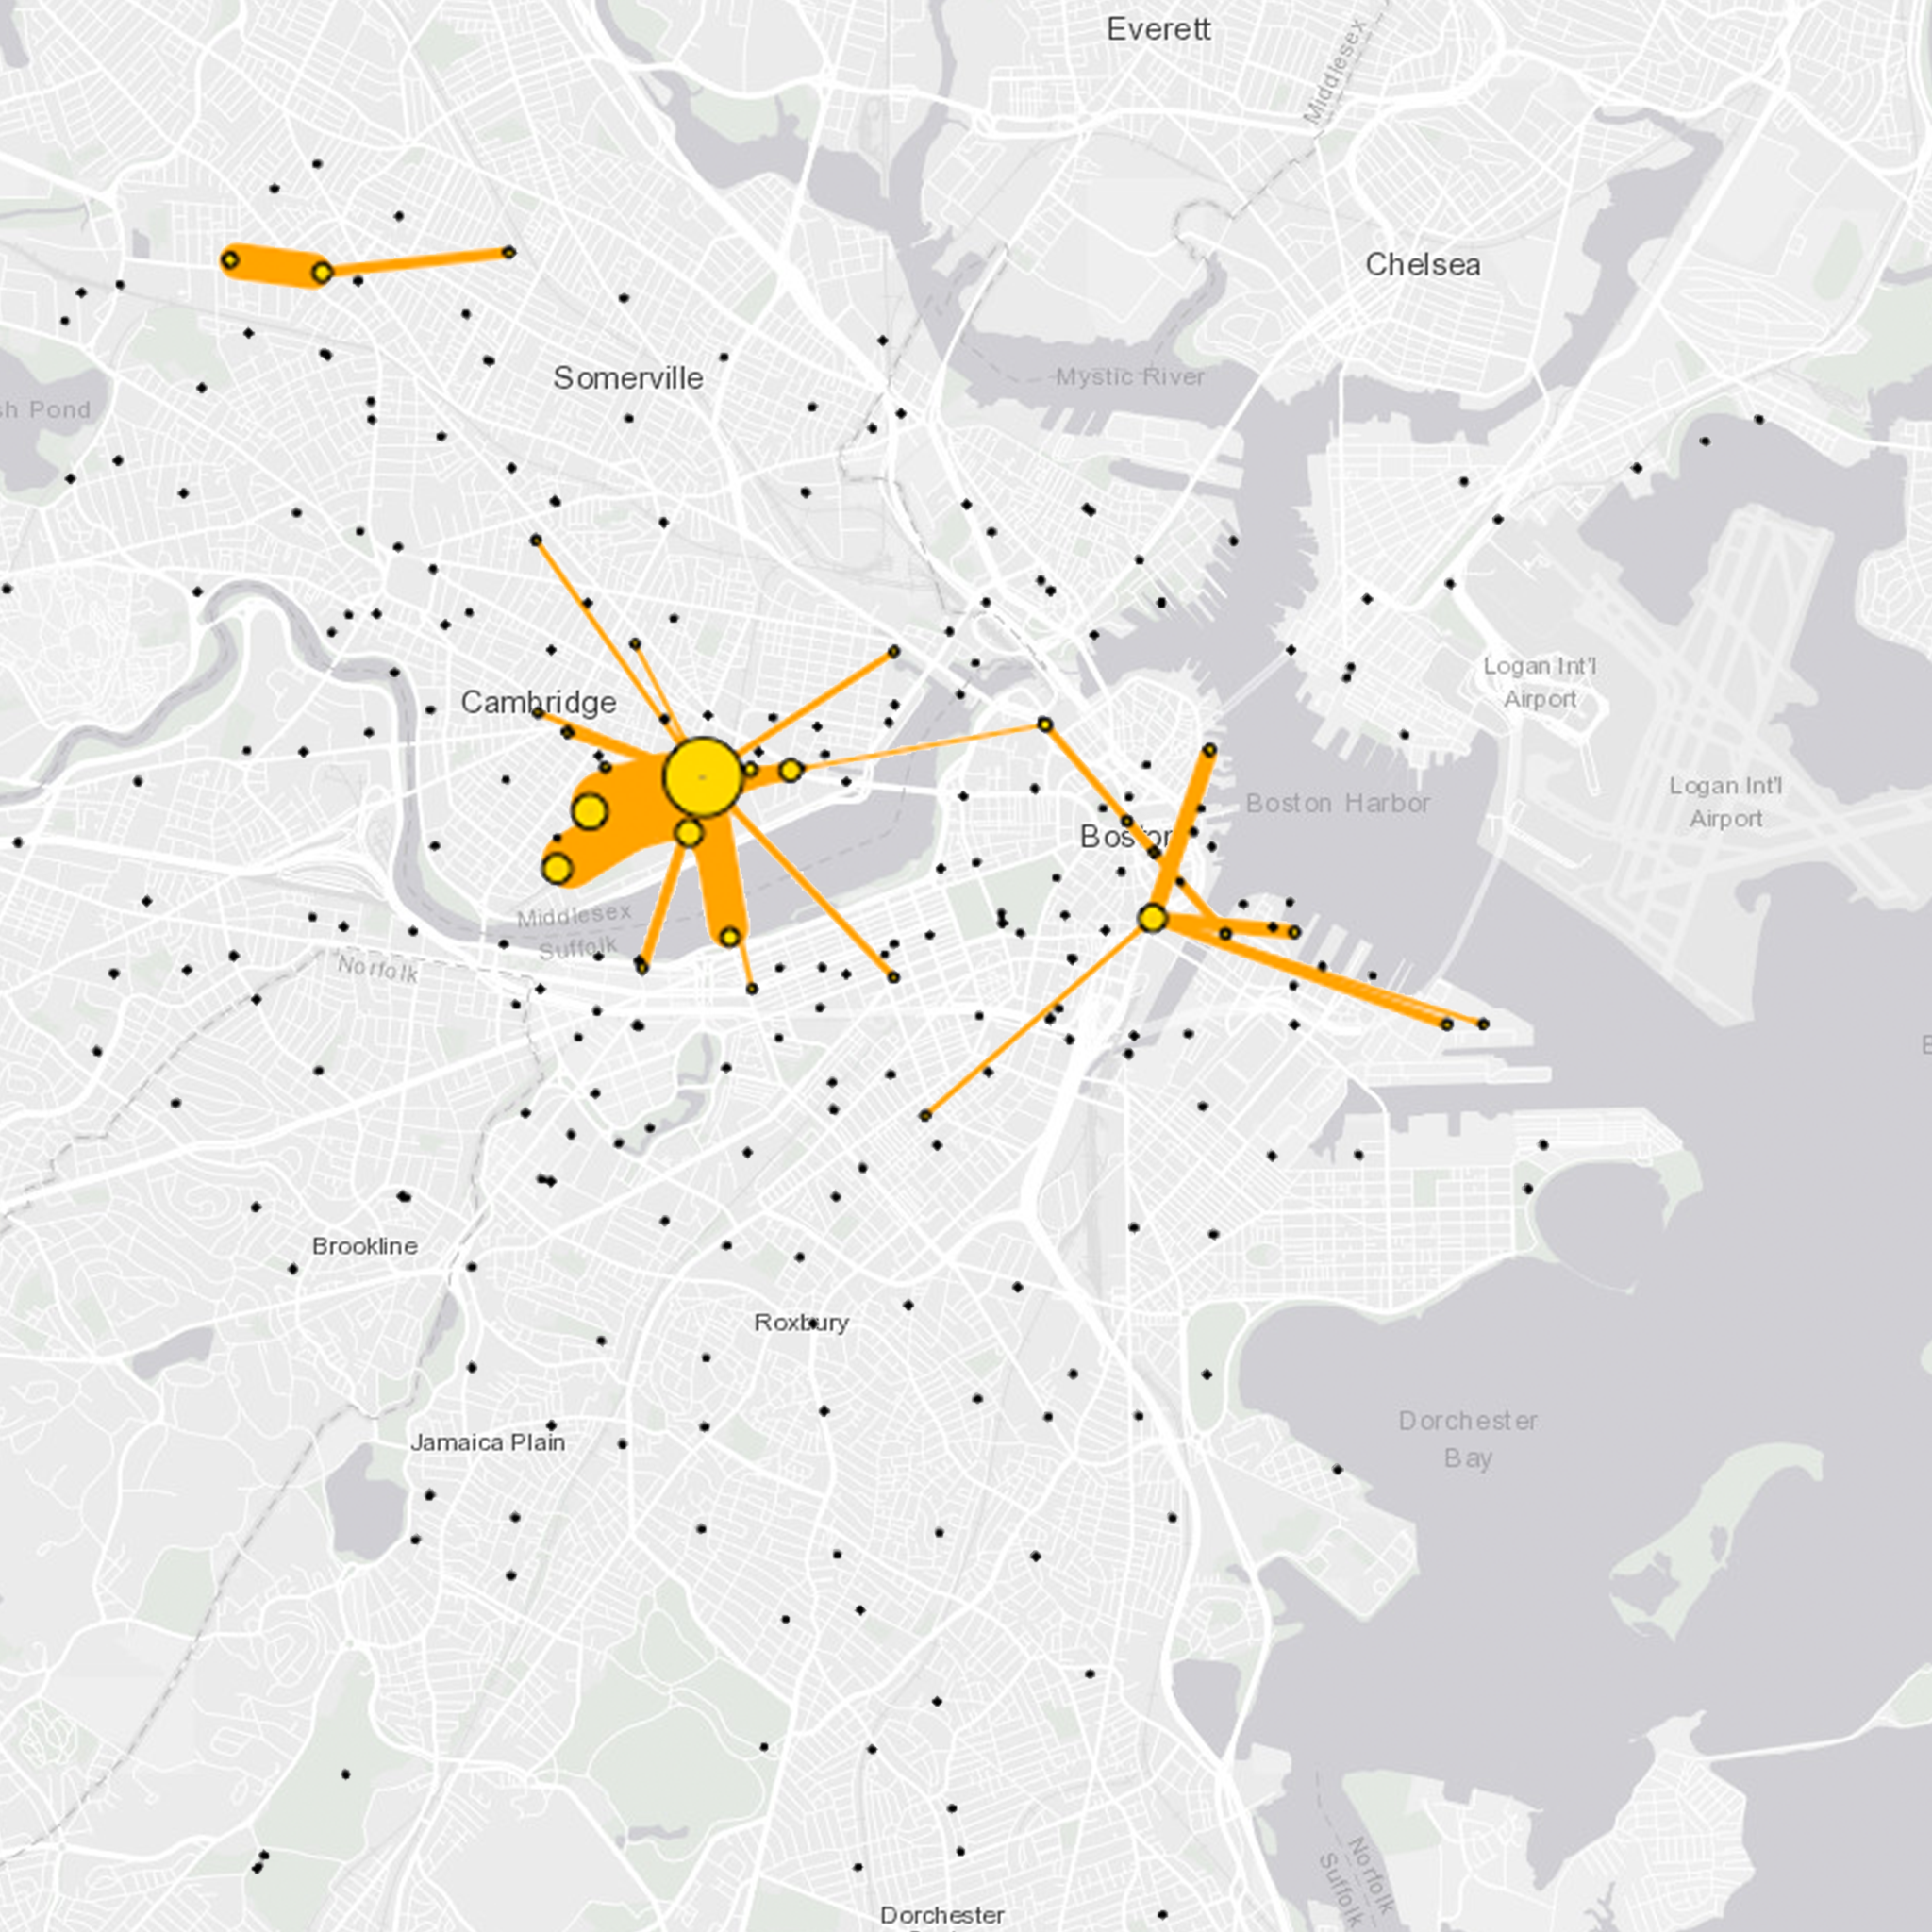 Everett
Middlesex
Chelsea
Somerville
Mystic River
sh Pond
Logan Int'l
Airport
Cambridge
Logan Int'l
Airport
Boston Harbor
Boston
Middlesex
Suffolk
Norfolk
E
Brookline
Roxbury
Dorchester
Bay
Jamaica Plain
Norfolk
Suffolk
Dorchester